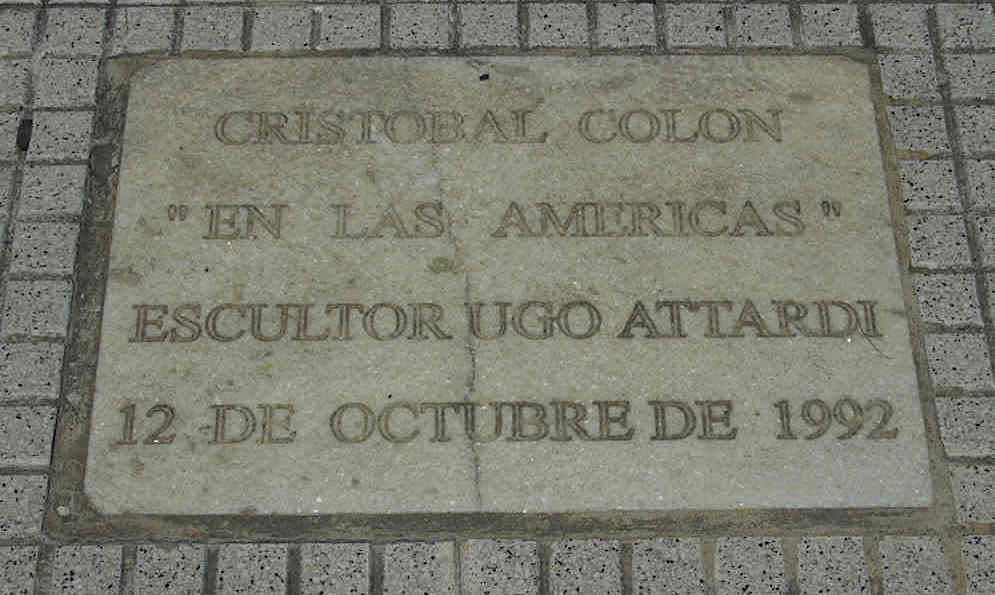 CRISTOBAL COLON
"EN LAS AMERICAS"
ESCULTOR UGO ATTARDI
12 DE OCTUBRE DE 1992